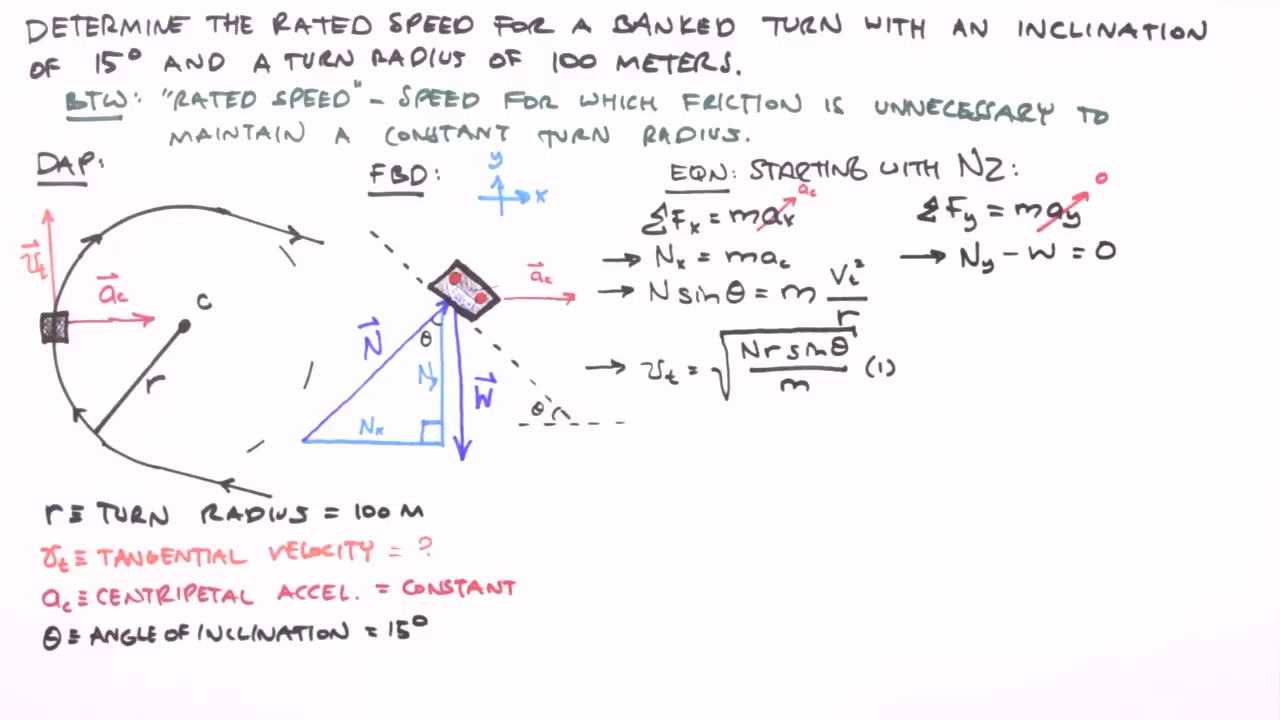 DETERMINE THE RATED SPEED FOR A BANKED TURN WITH AN INCLINATION
OF 15° AND A TURN RADIUS OF 100 METERS.
BTW: "RATED SPEED" - SPEED FOR WHICH FRICTION IS UNNECESSARY TO
MAINTAIN A CONSTANT TURN RADIUS.
DAP:
v⃗t
a⃗c
C
r
FBD:
y
x
a⃗c
N⃗
θ
Ny
W⃗
Nx
θ
EQN: STARTING WITH N2:
ΣFx = max ac
→ Nx = mac
→ N sin θ = m Vt²/r
→ vt = √(Nr sin θ/m) (1)
ΣFy = may 0
→ Ny - W = 0
r ≡ TURN RADIUS = 100 M
vt ≡ TANGENTIAL VELOCITY = ?
ac ≡ CENTRIPETAL ACCEL. = CONSTANT
θ ≡ ANGLE OF INCLINATION = 15°